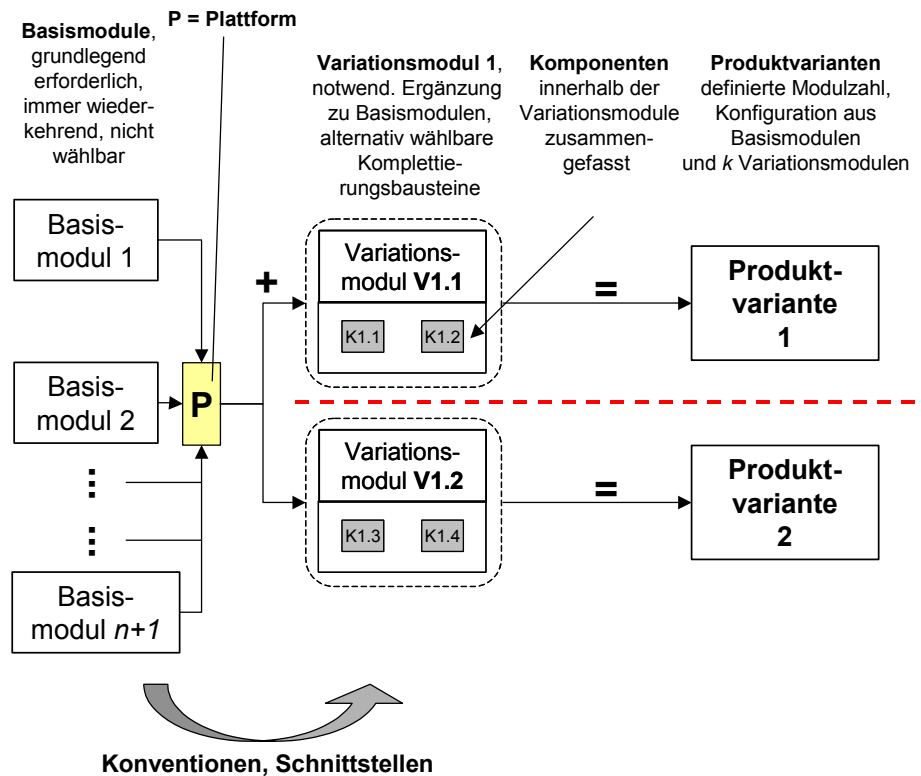 P = Plattform
Basismodule,
grundlegend
erforderlich,
immer wieder-
kehrend, nicht
wählbar
Variationsmodul 1,
notwend. Ergänzung
zu Basismodulen,
alternativ wählbare
Komplettie-
rungsbausteine
Komponenten
innerhalb der
Variationsmodule
zusammen-
gefasst
Produktvarianten
definierte Modulzahl,
Konfiguration aus
Basismodulen
und k Variationsmodulen
Basis-
modul 1
Basis-
modul 2
⋮
⋮
Basis-
modul n+1
P
+
Variations-
modul V1.1
K1.1
K1.2
=
Produkt-
variante
1
Variations-
modul V1.2
K1.3
K1.4
=
Produkt-
variante
2
Konventionen, Schnittstellen